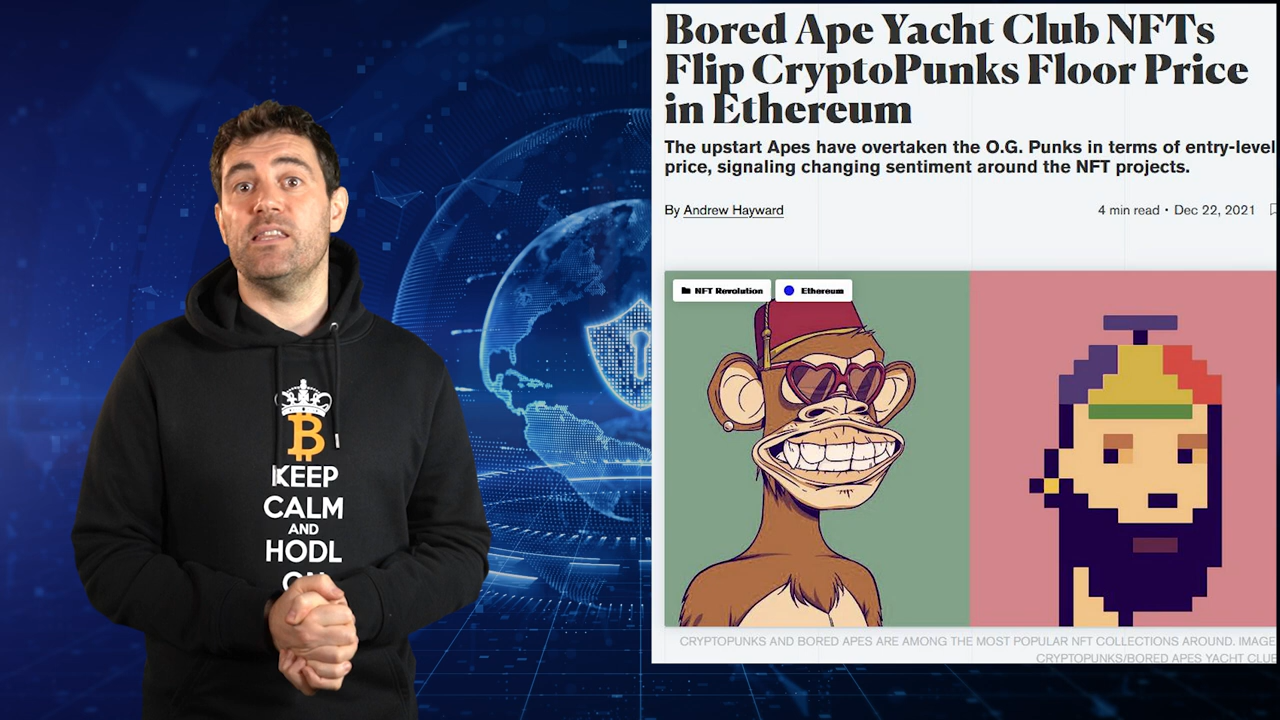 Bored Ape Yacht Club NFTs
Flip CryptoPunks Floor Price
in Ethereum
The upstart Apes have overtaken the O.G. Punks in terms of entry-level
price, signaling changing sentiment around the NFT projects.
By Andrew Hayward
4 min read • Dec 22, 2021
NFT Revolution
Ethereum
CRYPTOPUNKS AND BORED APES ARE AMONG THE MOST POPULAR NFT COLLECTIONS AROUND. IMAGE
CRYPTOPUNKS/BORED APES YACHT CLUB
₿
KEEP
CALM
AND
HODL
ON